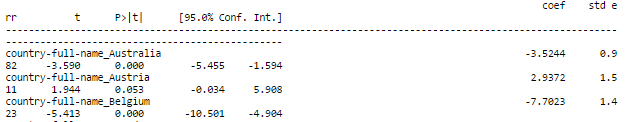 coef std e
rr t P>|t| [95.0% Conf. Int.]
------------------------------------------------------------------------------------------
----------------------------------------
country-full-name_Australia -3.5244 0.9
82 -3.590 0.000 -5.455 -1.594
country-full-name_Austria 2.9372 1.5
11 1.944 0.053 -0.034 5.908
country-full-name_Belgium -7.7023 1.4
23 -5.413 0.000 -10.501 -4.904